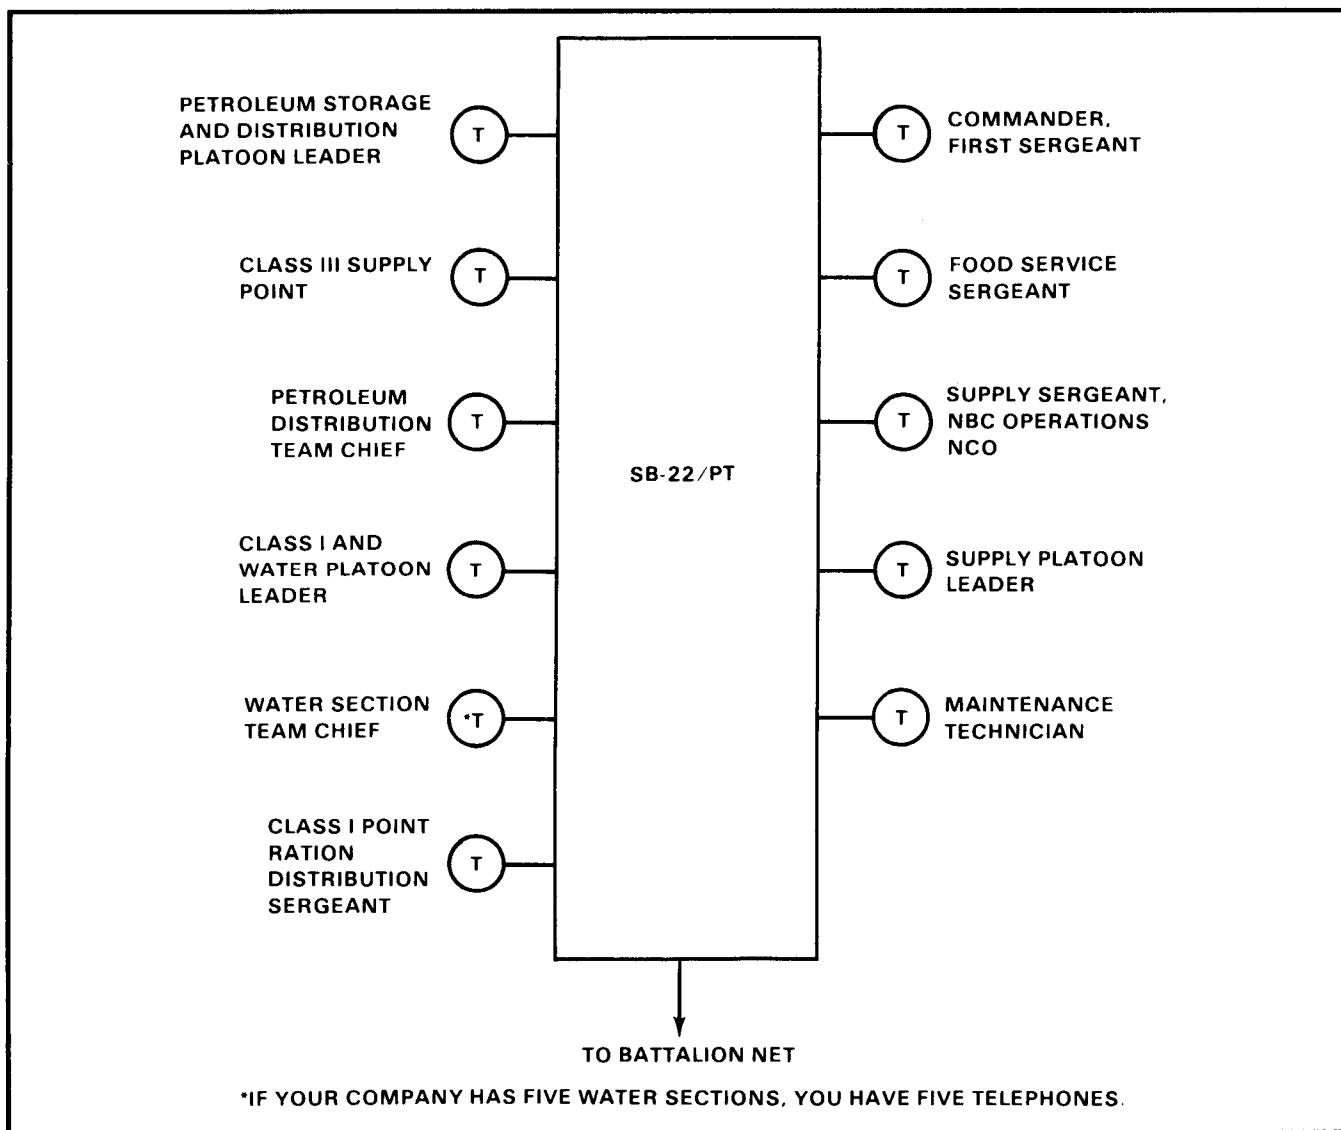 PETROLEUM STORAGE
AND DISTRIBUTION
PLATOON LEADER
T
CLASS III SUPPLY
POINT
T
PETROLEUM
DISTRIBUTION
TEAM CHIEF
T
CLASS I AND
WATER PLATOON
LEADER
T
WATER SECTION
TEAM CHIEF
*T
CLASS I POINT
RATION
DISTRIBUTION
SERGEANT
T
SB-22/PT
T
COMMANDER,
FIRST SERGEANT
T
FOOD SERVICE
SERGEANT
T
SUPPLY SERGEANT,
NBC OPERATIONS
NCO
T
SUPPLY PLATOON
LEADER
T
MAINTENANCE
TECHNICIAN
TO BATTALION NET
*IF YOUR COMPANY HAS FIVE WATER SECTIONS, YOU HAVE FIVE TELEPHONES.